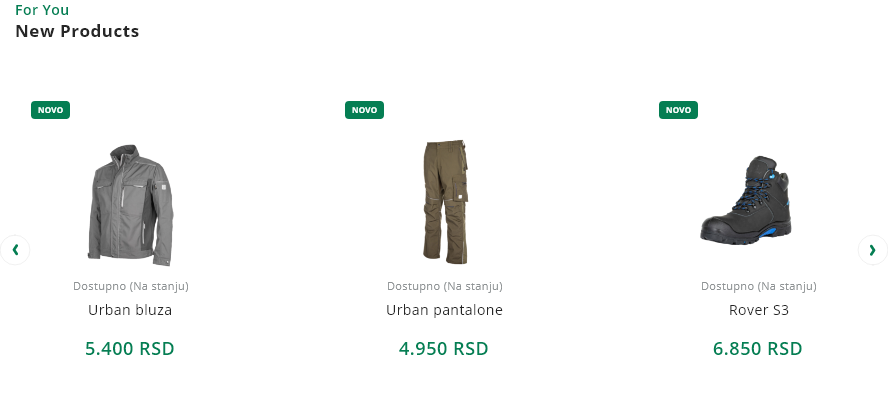 For You
New Products
NOVO
NOVO
NOVO
Dostupno (Na stanju)
Urban bluza
5.400 RSD
Dostupno (Na stanju)
Urban pantalone
4.950 RSD
Dostupno (Na stanju)
Rover S3
6.850 RSD